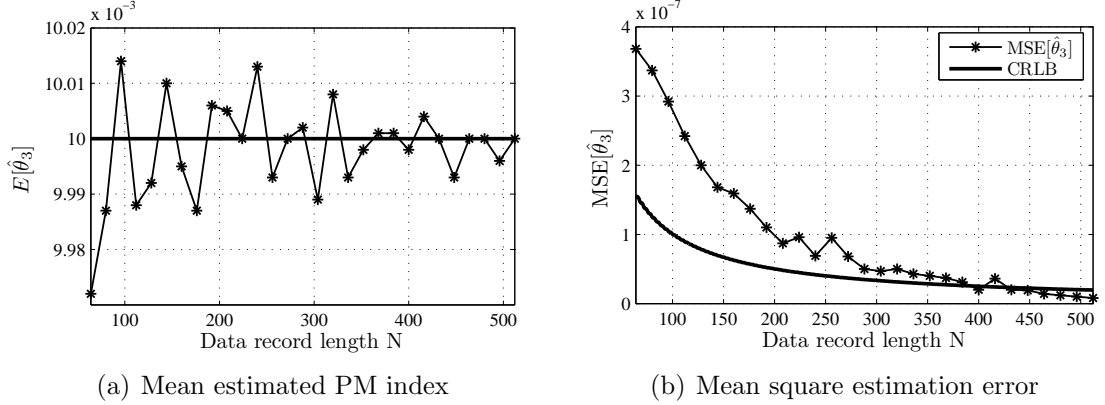 x 10⁻³
10.02
10.01
10
9.99
9.98
E[θ̂₃]
100 200 300 400 500
Data record length N
(a) Mean estimated PM index
x 10⁻⁷
4
3
2
1
0
MSE[θ̂₃]
MSE[θ̂₃]
CRLB
100 150 200 250 300 350 400 450 500
Data record length N
(b) Mean square estimation error